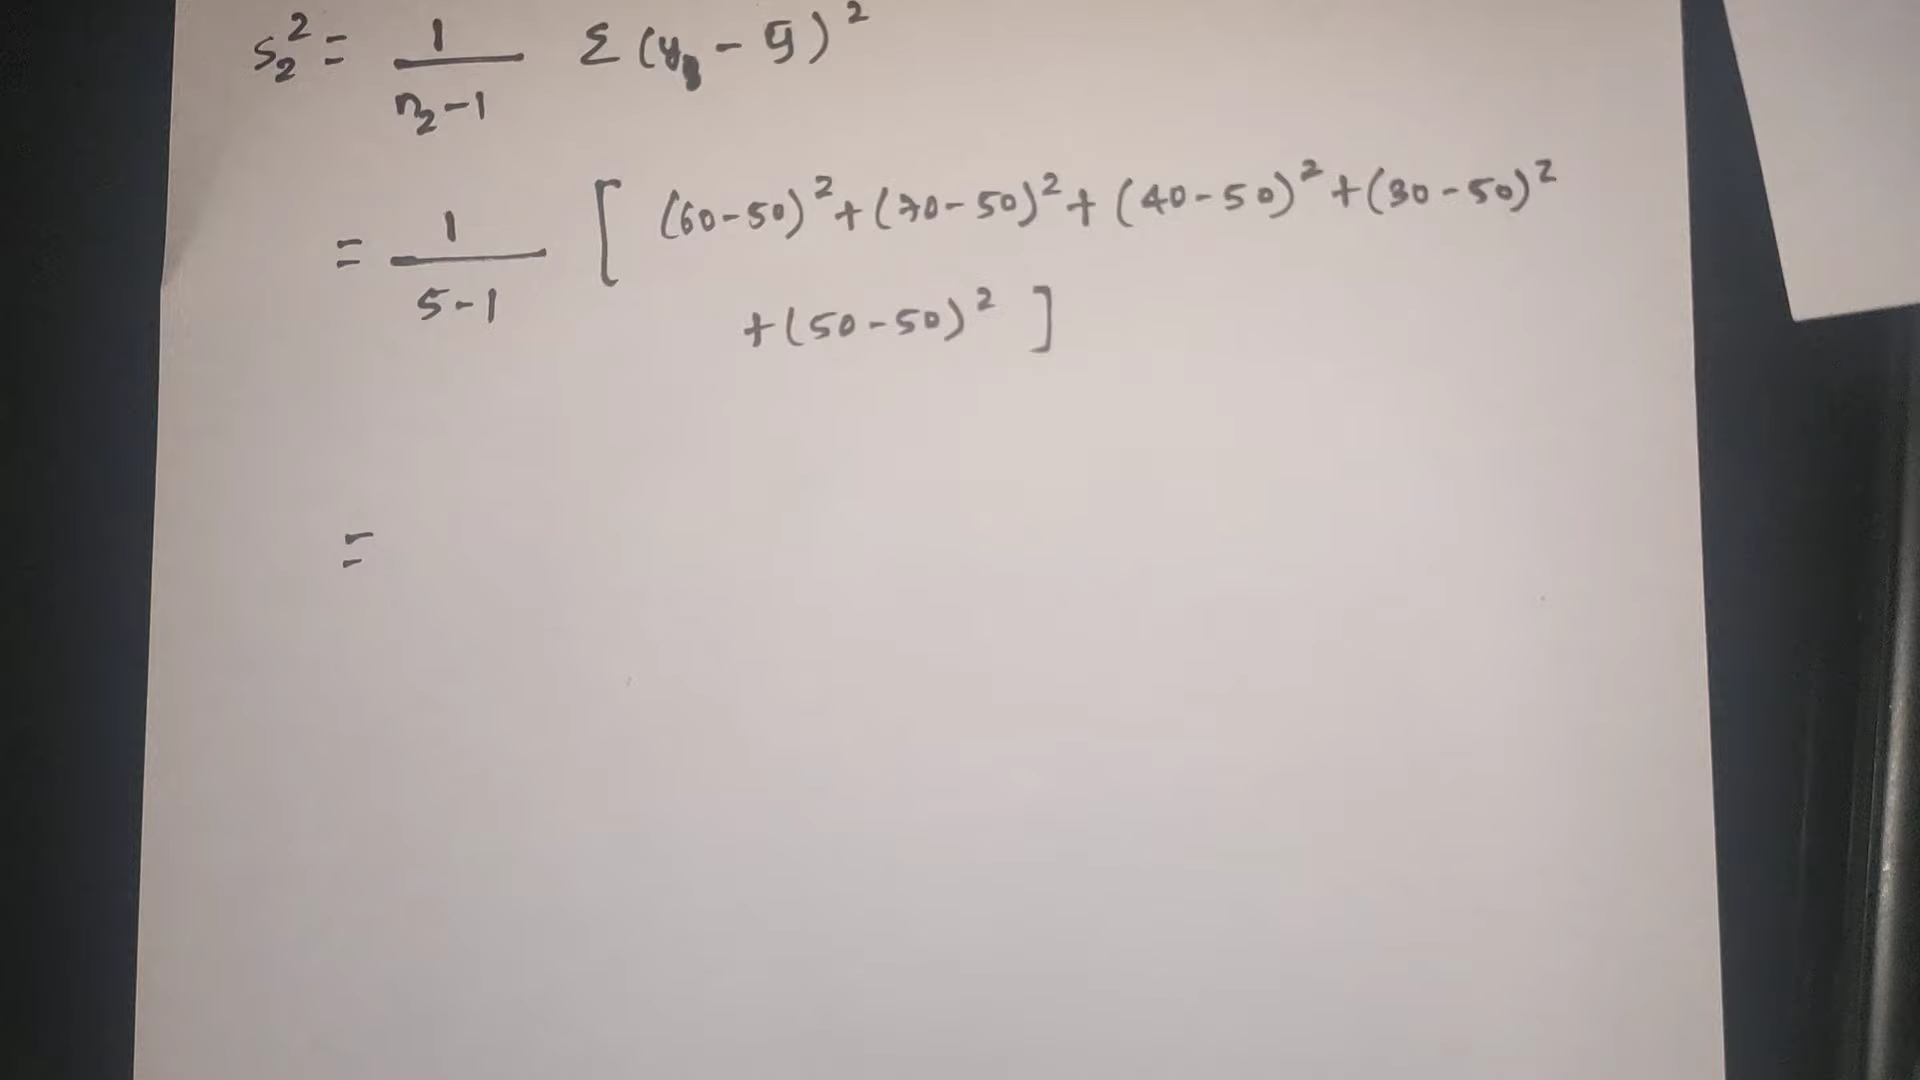 S₂² = 1/(n₂-1) Σ(y - ȳ)²
= 1/(5-1) [ (60-50)² + (70-50)² + (40-50)² + (30-50)²
+ (50-50)² ]
=